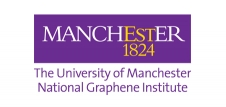 MANCHESTER
1824
The University of Manchester
National Graphene Institute